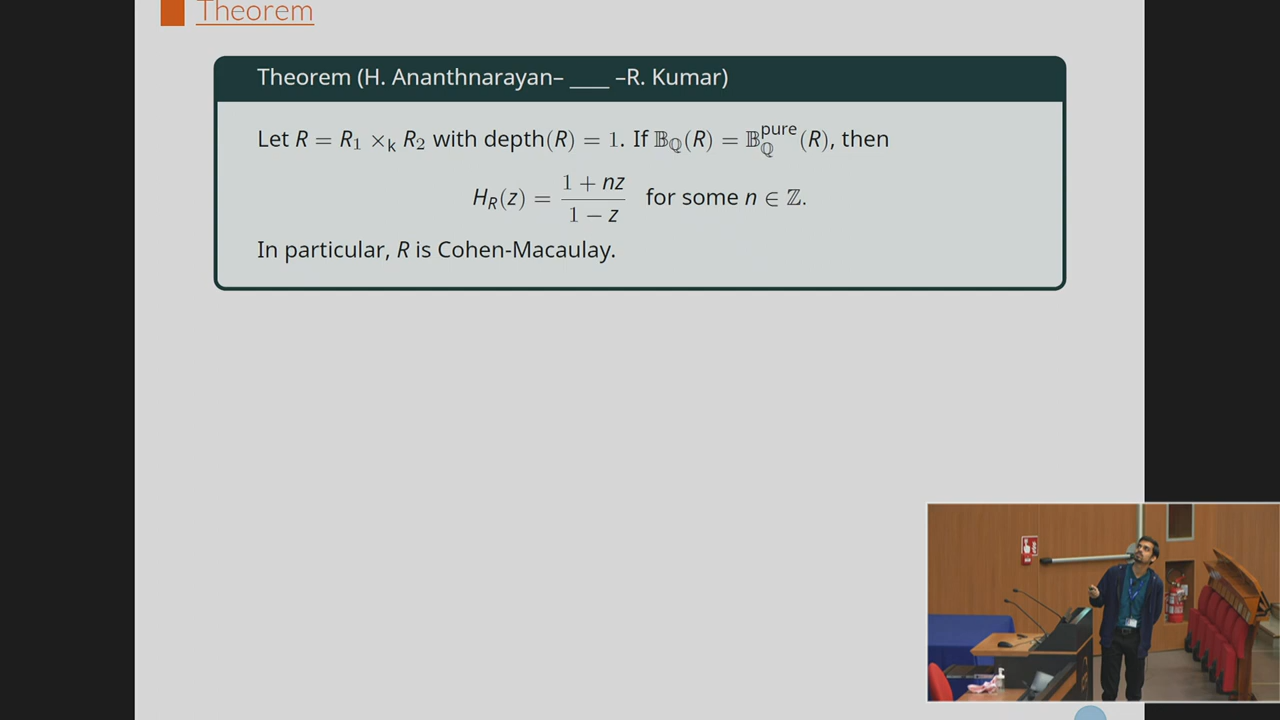 Theorem
Theorem (H. Ananthnarayan– ____ –R. Kumar)
Let R = R₁ ×ₖ R₂ with depth(R) = 1. If 𝔹_ℚ(R) = 𝔹_ℚ^pure(R), then
H_R(z) = (1 + nz)/(1 − z) for some n ∈ ℤ.
In particular, R is Cohen-Macaulay.